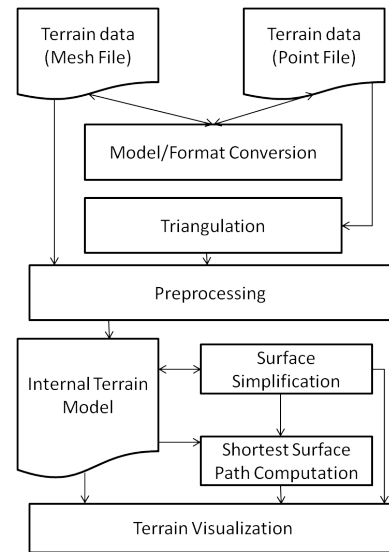 Terrain data
(Mesh File)
Terrain data
(Point File)
Model/Format Conversion
Triangulation
Preprocessing
Internal Terrain
Model
Surface
Simplification
Shortest Surface
Path Computation
Terrain Visualization